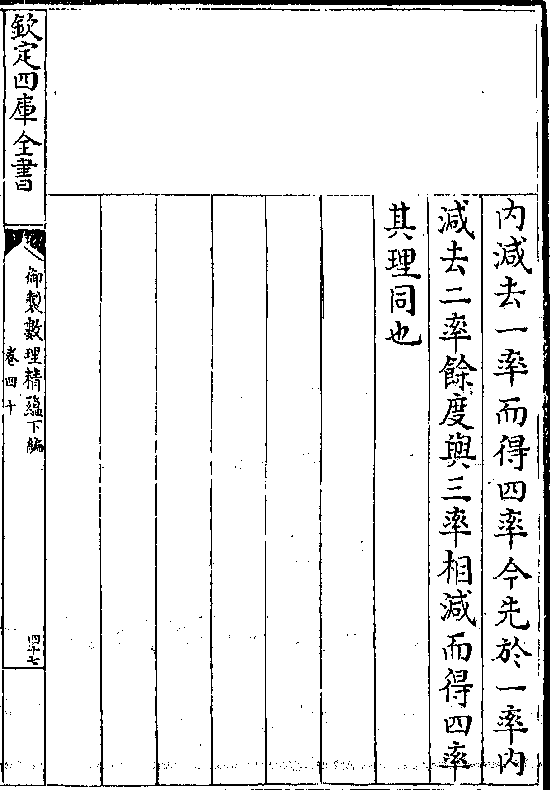 內減去一率而得四率今先於一率內
減去二率餘度與三率相減而得四率
其理同也
欽定四庫全書
御製數理精蘊下編
卷四十
四十七